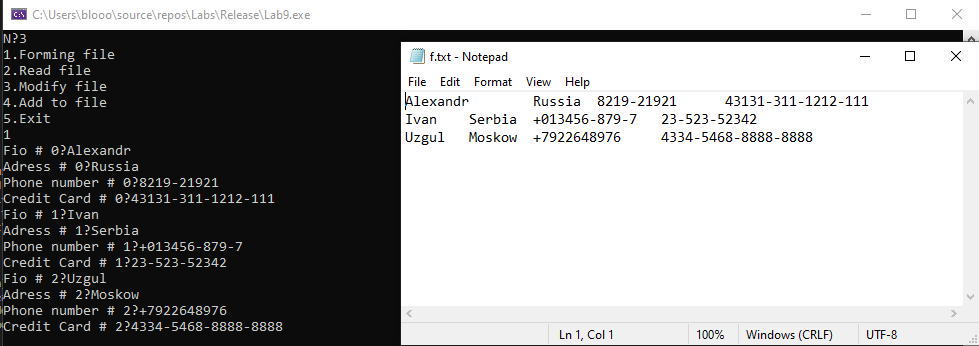 C:\Users\blooo\source\repos\Labs\Release\Lab9.exe
N?3
1.Forming file
2.Read file
3.Modify file
4.Add to file
5.Exit
1
Fio # 0?Alexandr
Adress # 0?Russia
Phone number # 0?8219-21921
Credit Card # 0?43131-311-1212-111
Fio # 1?Ivan
Adress # 1?Serbia
Phone number # 1?+013456-879-7
Credit Card # 1?23-523-52342
Fio # 2?Uzgul
Adress # 2?Moskow
Phone number # 2?+7922648976
Credit Card # 2?4334-5468-8888-8888
f.txt - Notepad
File Edit Format View Help
Alexandr Russia 8219-21921 43131-311-1212-111
Ivan Serbia +013456-879-7 23-523-52342
Uzgul Moskow +7922648976 4334-5468-8888-8888
Ln 1, Col 1 100% Windows (CRLF) UTF-8